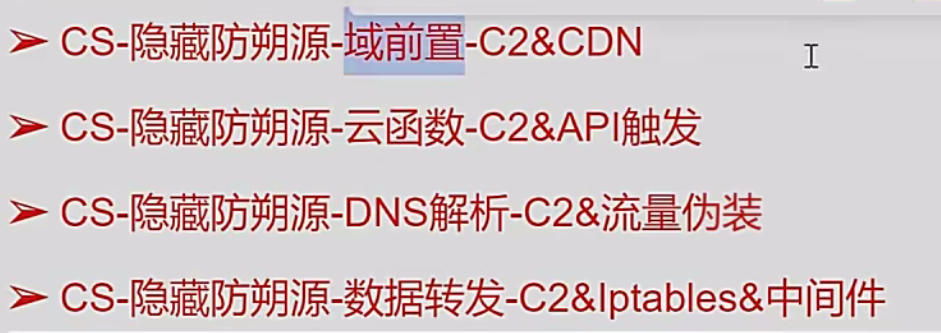 ➢ CS-隐藏防朔源-域前置-C2&CDN
➢ CS-隐藏防朔源-云函数-C2&API触发
➢ CS-隐藏防朔源-DNS解析-C2&流量伪装
➢ CS-隐藏防朔源-数据转发-C2&Iptables&中间件